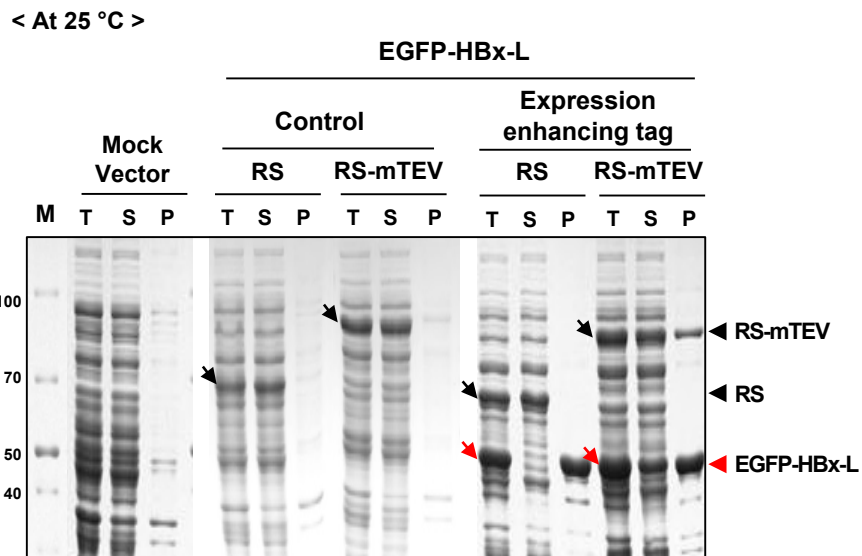 < At 25 °C >
EGFP-HBx-L
Control
Expression
enhancing tag
Mock
Vector
RS
RS-mTEV
RS
RS-mTEV
M T S P T S P T S P T S P T S P
100
70
50
40
RS-mTEV
RS
EGFP-HBx-L